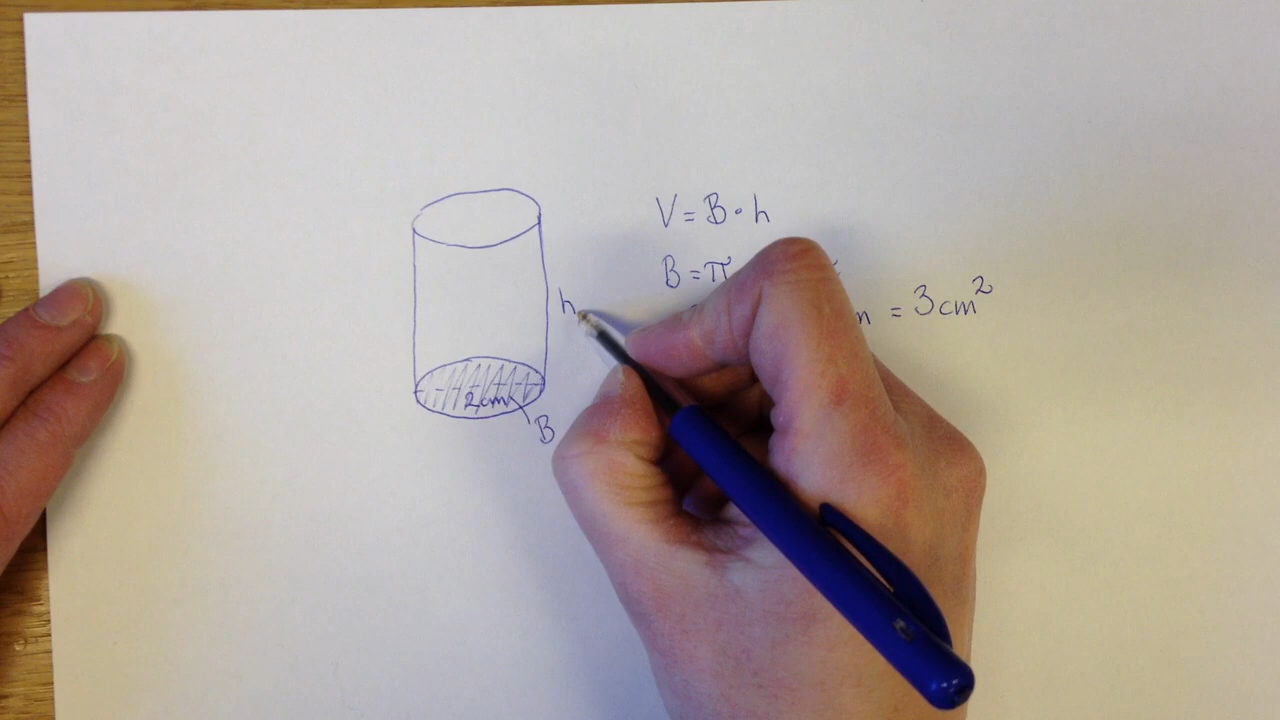 V = B · h
B = π
= 3cm²
h
2cm
B